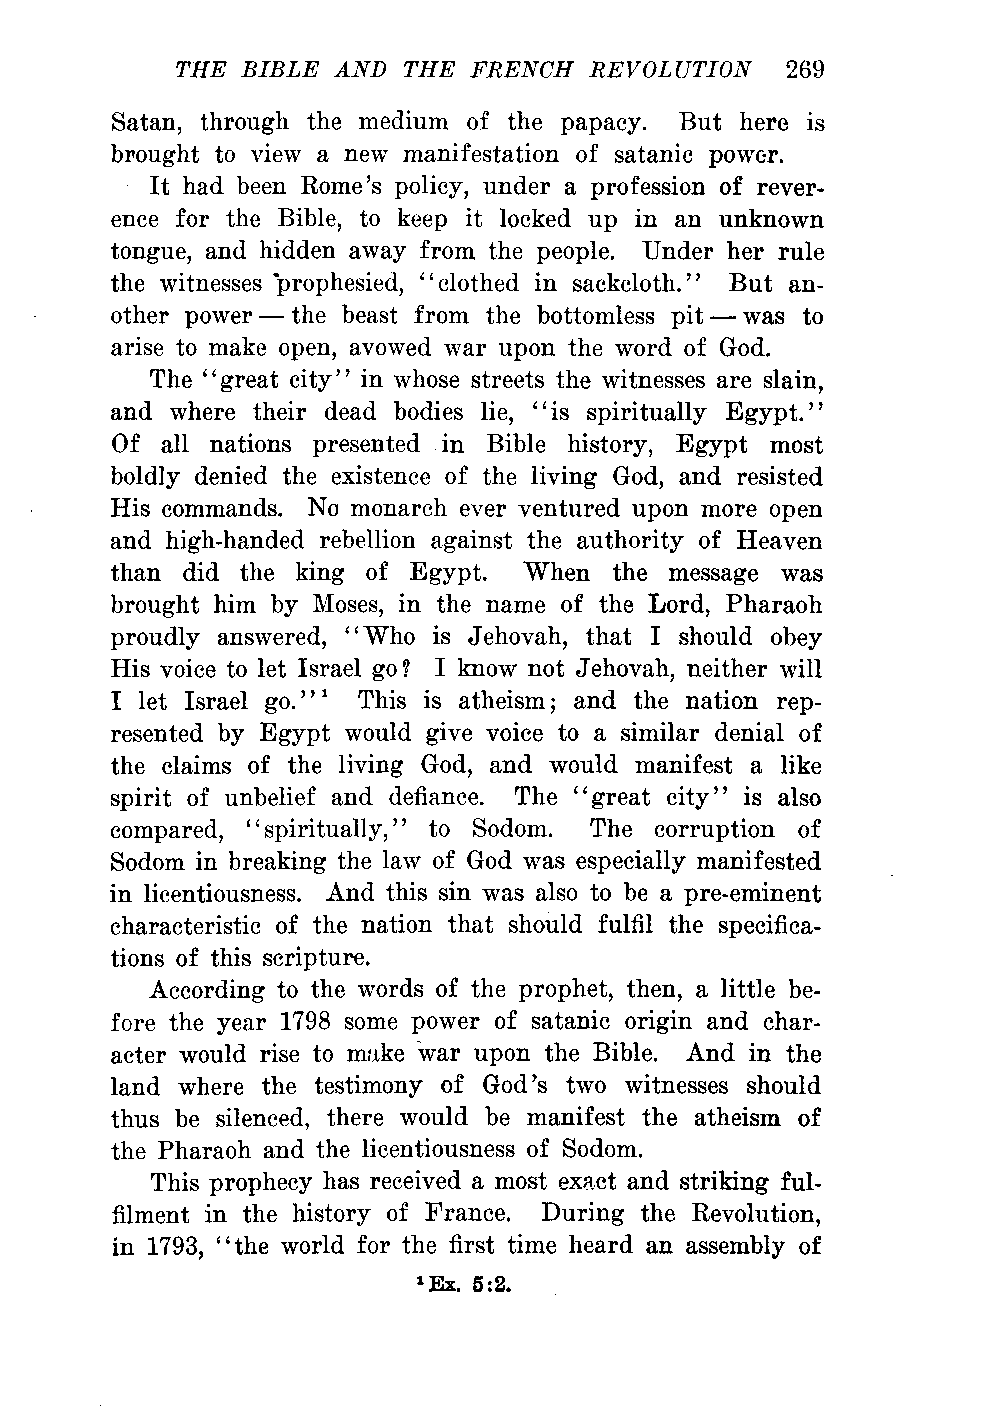 THE BIBLE AND THE FRENCH REVOLUTION 269
Satan, through the medium of the papacy. But here is
brought to view a new manifestation of satanic power.
It had been Rome's policy, under a profession of rever-
ence for the Bible, to keep it locked up in an unknown
tongue, and hidden away from the people. Under her rule
the witnesses prophesied, "clothed in sackcloth." But an-
other power — the beast from the bottomless pit — was to
arise to make open, avowed war upon the word of God.
The "great city" in whose streets the witnesses are slain,
and where their dead bodies lie, "is spiritually Egypt."
Of all nations presented in Bible history, Egypt most
boldly denied the existence of the living God, and resisted
His commands. No monarch ever ventured upon more open
and high-handed rebellion against the authority of Heaven
than did the king of Egypt. When the message was
brought him by Moses, in the name of the Lord, Pharaoh
proudly answered, "Who is Jehovah, that I should obey
His voice to let Israel go? I know not Jehovah, neither will
I let Israel go."¹ This is atheism; and the nation rep-
resented by Egypt would give voice to a similar denial of
the claims of the living God, and would manifest a like
spirit of unbelief and defiance. The "great city" is also
compared, "spiritually," to Sodom. The corruption of
Sodom in breaking the law of God was especially manifested
in licentiousness. And this sin was also to be a pre-eminent
characteristic of the nation that should fulfil the specifica-
tions of this scripture.
According to the words of the prophet, then, a little be-
fore the year 1798 some power of satanic origin and char-
acter would rise to make war upon the Bible. And in the
land where the testimony of God's two witnesses should
thus be silenced, there would be manifest the atheism of
the Pharaoh and the licentiousness of Sodom.
This prophecy has received a most exact and striking ful-
filment in the history of France. During the Revolution,
in 1793, "the world for the first time heard an assembly of
¹ Ex. 5:2.